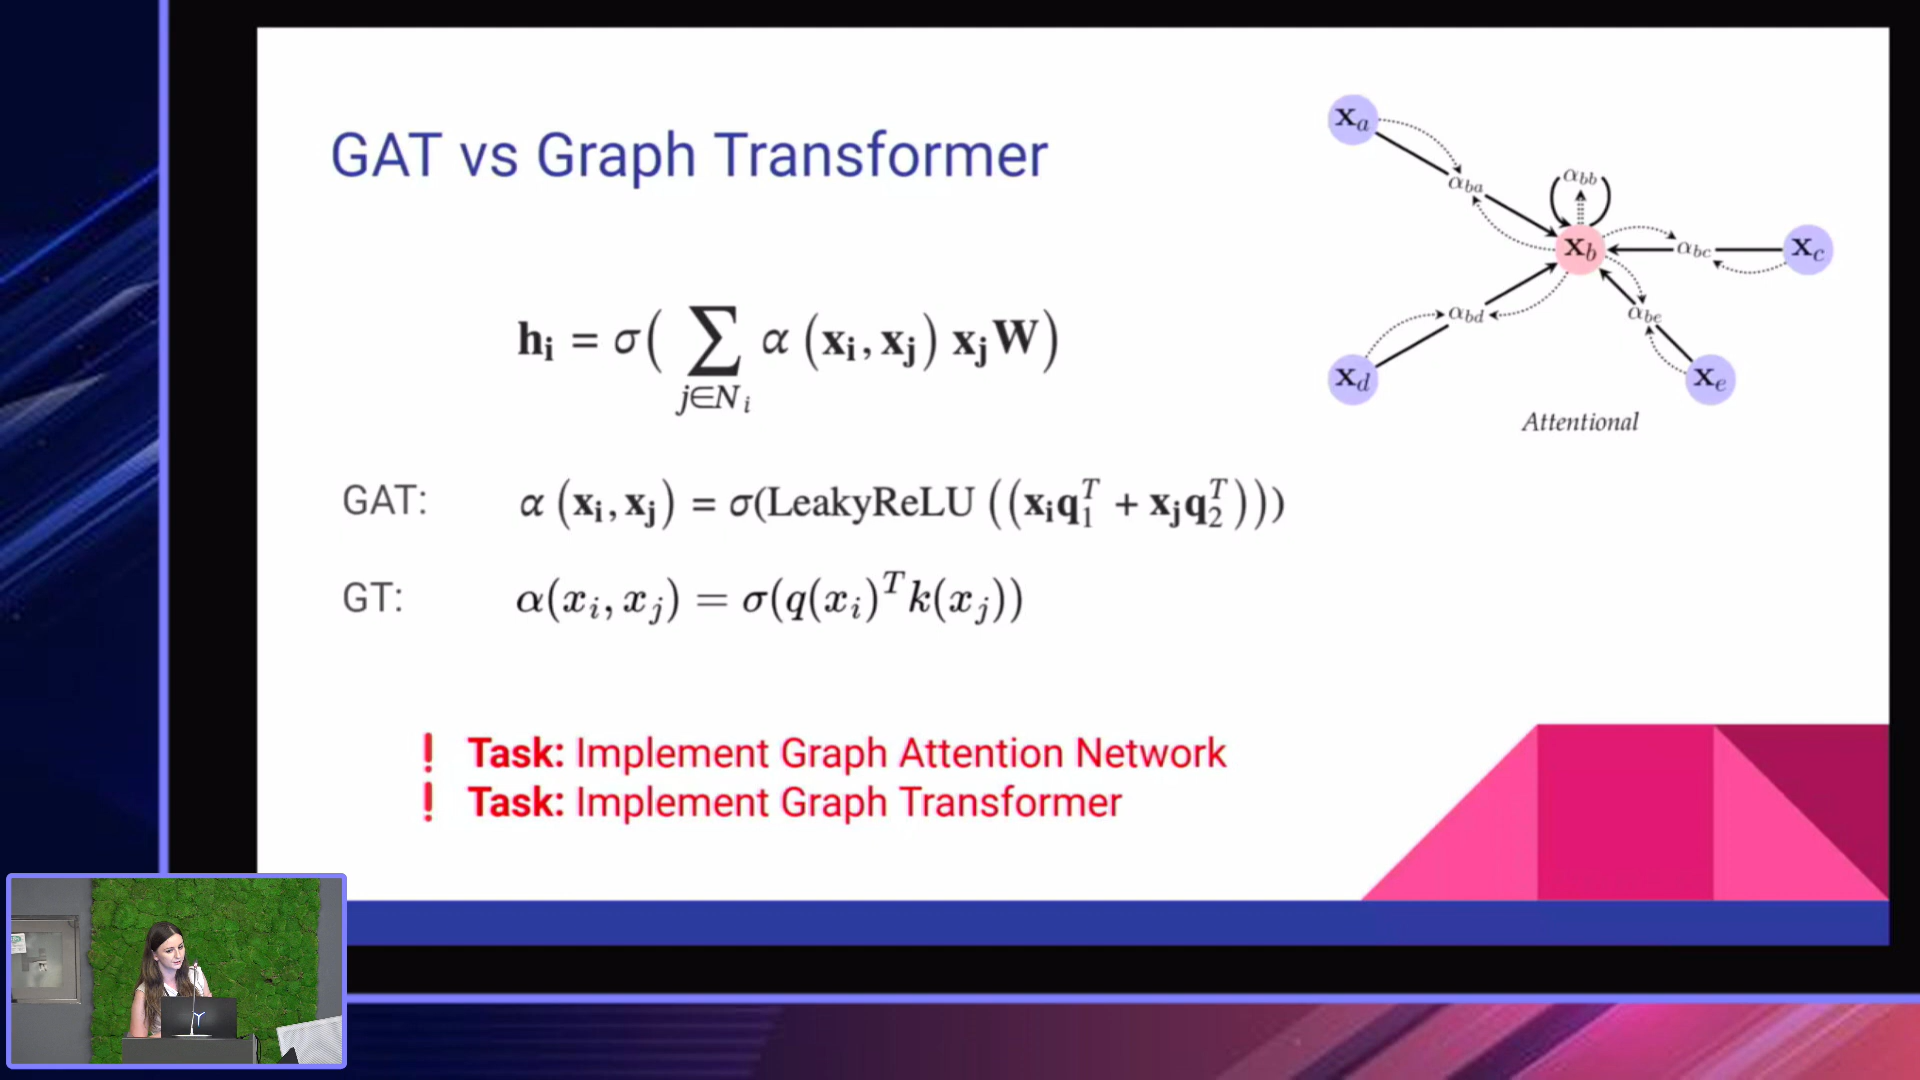 GAT vs Graph Transformer
h_i = σ( ∑_{j∈N_i} α (x_i, x_j) x_j W)
GAT: α (x_i, x_j) = σ(LeakyReLU ((x_i q_1^T + x_j q_2^T)))
GT: α(x_i, x_j) = σ(q(x_i)^T k(x_j))
x_a
α_ba
α_bb
x_b
α_bc
x_c
α_bd
α_be
x_d
x_e
Attentional
❗ Task: Implement Graph Attention Network
❗ Task: Implement Graph Transformer